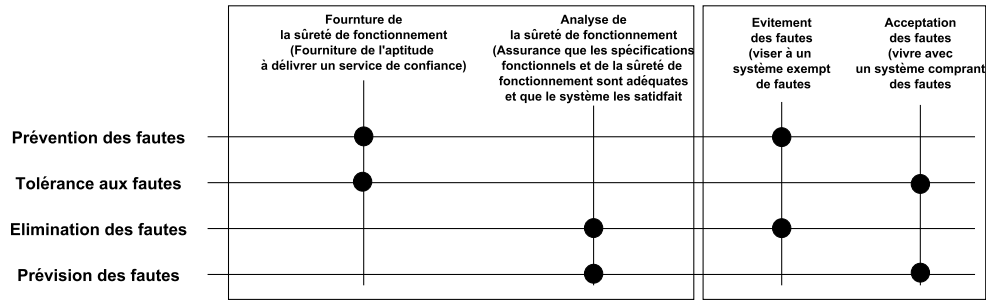 Fournture de
la sûreté de fonctionnement
(Fourniture de l'aptitude
à délivrer un service de confiance)
Analyse de
la sûreté de fonctionnement
(Assurance que les spécifications
fonctionnels et de la sûreté de
fonctionnement sont adéquates
et que le système les satidfait
Evitement
des fautes
(viser à un
système exempt
de fautes
Acceptation
des fautes
(vivre avec
un système comprant
des fautes
Prévention des fautes
Tolérance aux fautes
Elimination des fautes
Prévision des fautes